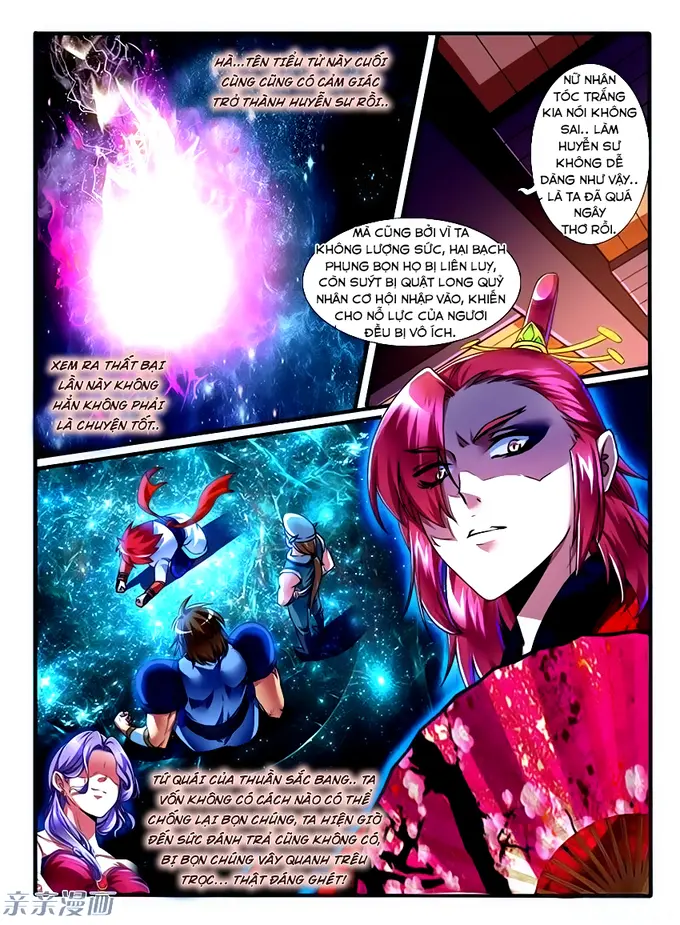 HÀ...TÊN TIỂU TỬ NÀY CUỐI
CÙNG CŨNG CÓ CẢM GIÁC
TRỞ THÀNH HUYỄN SƯ RỒI..
NỮ NHÂN
TÓC TRẮNG
KIA NÓI KHÔNG
SAI.. LÀM
HUYỄN SƯ
KHÔNG DỄ
DÀNG NHƯ VẬY..
LÀ TA ĐÃ QUÁ
NGÂY
THƠ RỒI.
MÀ CŨNG BỞI VÌ TA
KHÔNG LƯỢNG SỨC, HẠI BẠCH
PHỤNG BỌN HỌ BỊ LIÊN LUỴ,
CÒN SUÝT BỊ QUẬT LONG QUỶ
NHÂN CƠ HỘI NHẬP VÀO, KHIẾN
CHO NỖ LỰC CỦA NGƯƠI
ĐỀU BỊ VÔ ÍCH.
XEM RA THẤT BẠI
LẦN NÀY KHÔNG
HẲN KHÔNG PHẢI
LÀ CHUYỆN TỐT..
TỨ QUÁI CỦA THUẦN SẮC BANG.. TA
VỐN KHÔNG CÓ CÁCH NÀO CÓ THỂ
CHỐNG LẠI BỌN CHÚNG, TA HIỆN GIỜ
ĐẾN SỨC ĐÁNH TRẢ CŨNG KHÔNG CÓ,
BỊ BỌN CHÚNG VÂY QUANH TRÊU
TRỌC... THẬT ĐÁNG GHÉT!
亲亲漫画